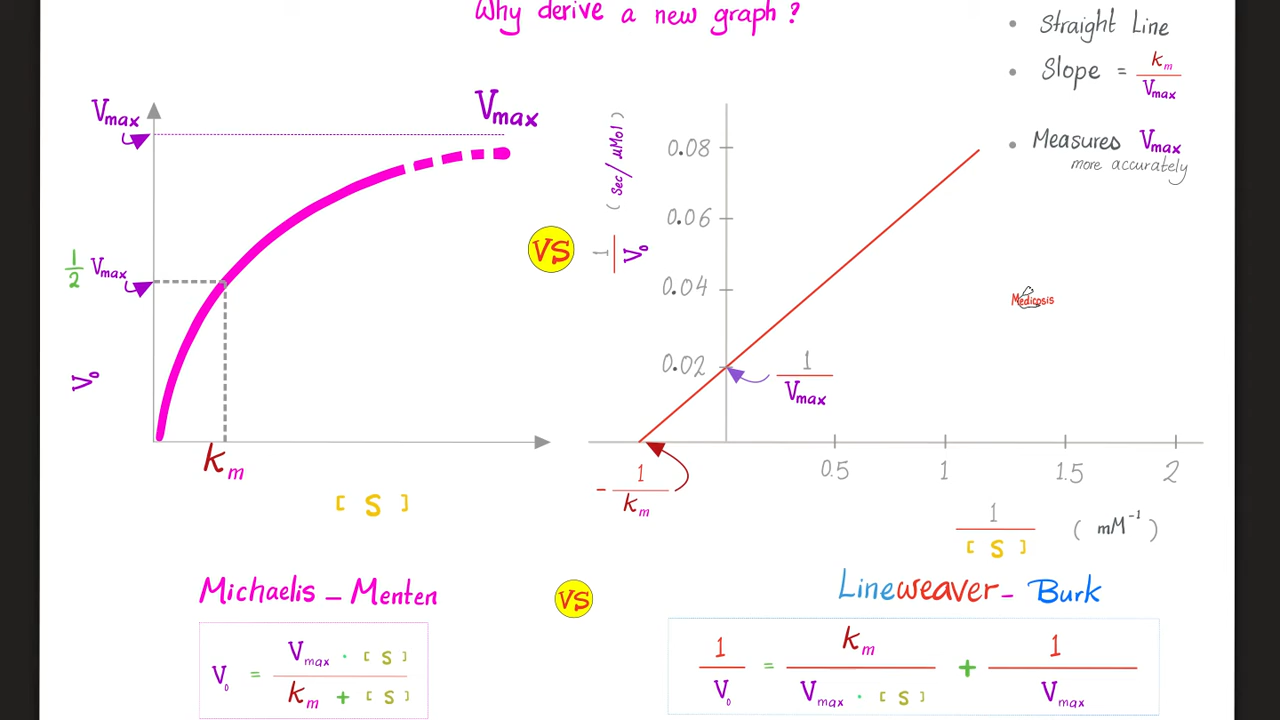 Why derive a new graph ?
• Straight Line
• Slope = Km / Vmax
• Measures Vmax
more accurately
Vmax
Vmax
1/2 Vmax
V₀
Km
[ S ]
VS
1/V₀ ( Sec/µMol )
0.08
0.06
0.04
0.02
1/Vmax
- 1/Km
0.5 1 1.5 2
1/[ S ] ( mM⁻¹ )
Medicosis
Michaelis - Menten
VS
Lineweaver - Burk
V₀ = Vmax · [ S ] / Km + [ S ]
1/V₀ = Km / Vmax · [ S ] + 1/Vmax